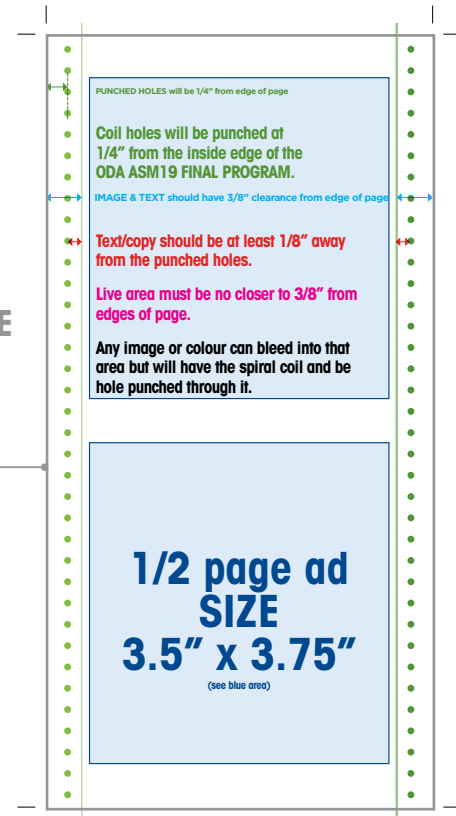 PUNCHED HOLES will be 1/4” from edge of page
Coil holes will be punched at
1/4” from the inside edge of the
ODA ASM19 FINAL PROGRAM.
IMAGE & TEXT should have 3/8” clearance from edge of page
Text/copy should be at least 1/8” away
from the punched holes.
Live area must be no closer to 3/8” from
edges of page.
E
Any image or colour can bleed into that
area but will have the spiral coil and be
hole punched through it.
1/2 page ad
SIZE
3.5” x 3.75”
(see blue area)